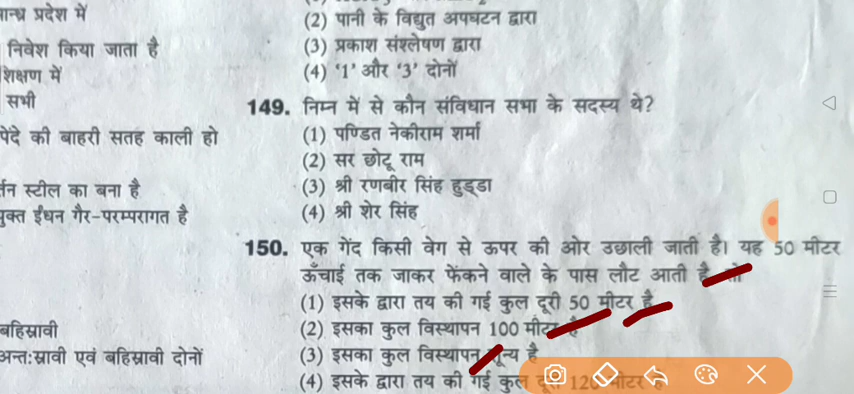 न्ध्र प्रदेश में
निवेश किया जाता है
शिक्षण में
सभी
पेंदे की बाहरी सतह काली हो
र्तन स्टील का बना है
युक्त ईंधन गैर-परम्परागत है
बहिस्रावी
अन्त:स्रावी एवं बहिस्रावी दोनों
(2) पानी के विद्युत अपघटन द्वारा
(3) प्रकाश संश्लेषण द्वारा
(4) ‘1’ और ‘3’ दोनों
149. निम्न में से कौन संविधान सभा के सदस्य थे?
(1) पण्डित नेकीराम शर्मा
(2) सर छोटू राम
(3) श्री रणबीर सिंह हुड्डा
(4) श्री शेर सिंह
150. एक गेंद किसी वेग से ऊपर की ओर उछाली जाती है। यह 50 मीटर
ऊँचाई तक जाकर फेंकने वाले के पास लौट आती है तो
(1) इसके द्वारा तय की गई कुल दूरी 50 मीटर है
(2) इसका कुल विस्थापन 100 मीटर है
(3) इसका कुल विस्थापन शून्य है
(4) इसके द्वारा तय की गई कुल दूरी 120 मीटर है